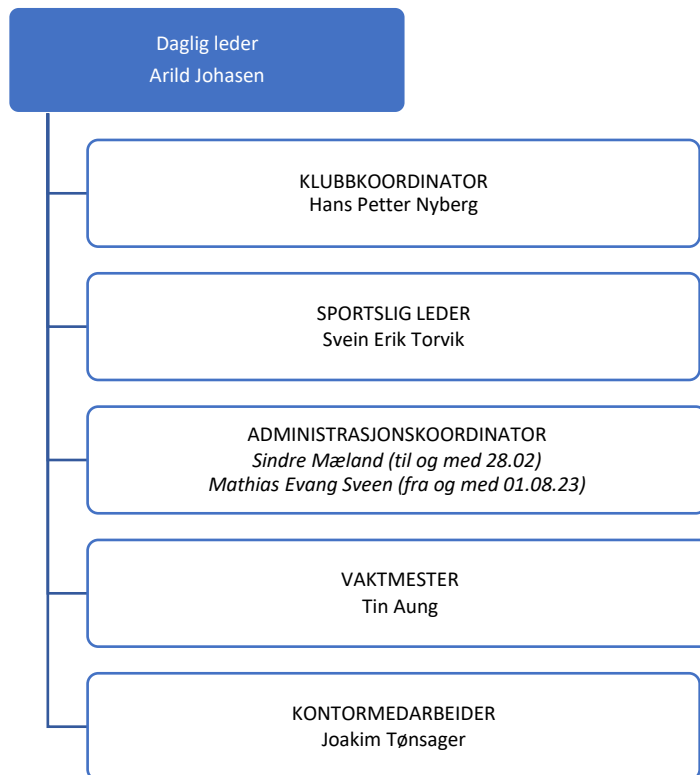 Daglig leder
Arild Johasen
KLUBBKOORDINATOR
Hans Petter Nyberg
SPORTSLIG LEDER
Svein Erik Torvik
ADMINISTRASJONSKOORDINATOR
Sindre Mæland (til og med 28.02)
Mathias Evang Sveen (fra og med 01.08.23)
VAKTMESTER
Tin Aung
KONTORMEDARBEIDER
Joakim Tønsager